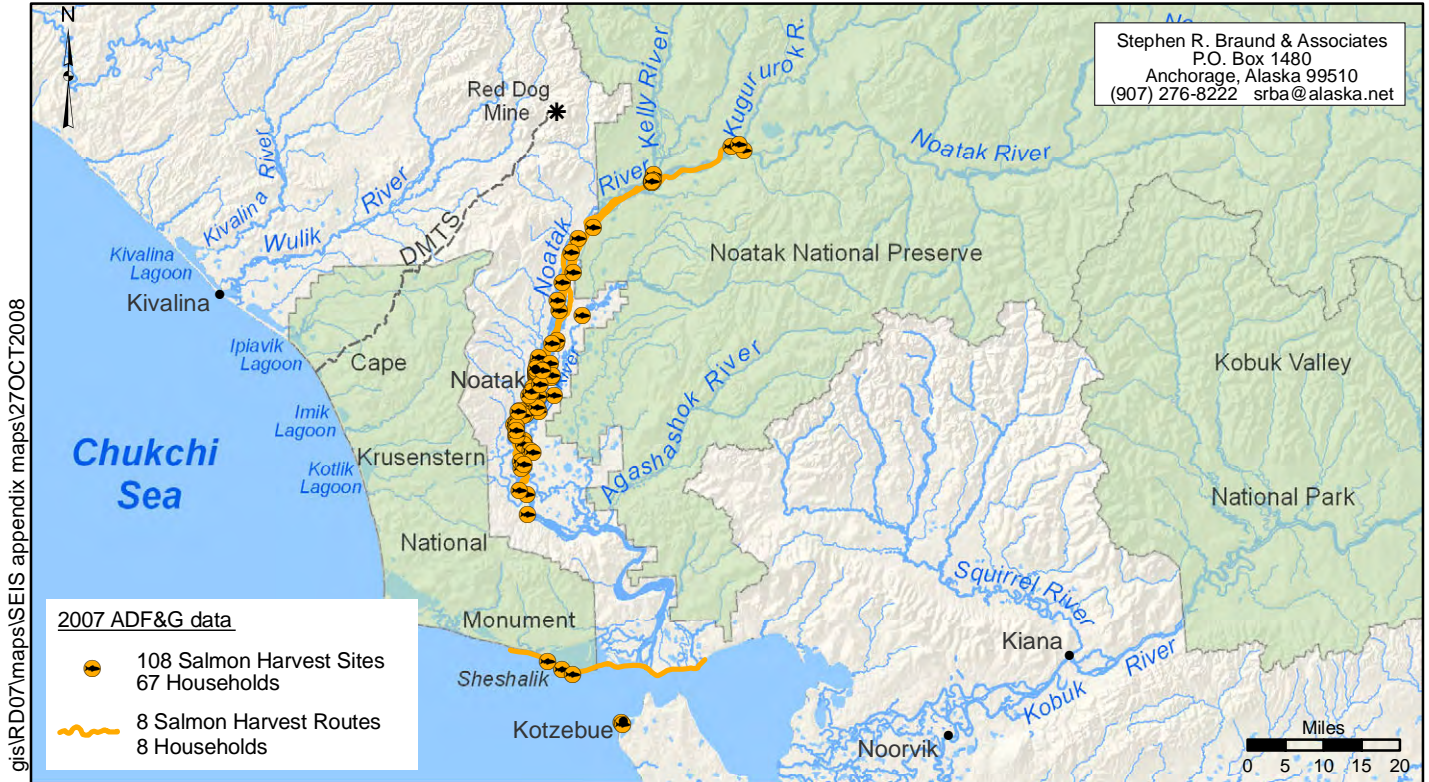 N
Stephen R. Braund & Associates
P.O. Box 1480
Anchorage, Alaska 99510
(907) 276-8222 srba@alaska.net
Red Dog
Mine
Kelly River
Kugururok R.
Noatak River
Noatak River
Kivalina River
Wulik River
DMTS
Kivalina
Lagoon
Kivalina
Noatak National Preserve
Ipiavik
Lagoon
Cape
Krusenstern
National
Monument
Noatak
River
Agashashok River
Kobuk Valley
National Park
Imik
Lagoon
Kotlik
Lagoon
Chukchi
Sea
Squirrel River
Kiana
Kobuk River
Sheshalik
Kotzebue
Noorvik
2007 ADF&G data
108 Salmon Harvest Sites
67 Households
8 Salmon Harvest Routes
8 Households
Miles
0 5 10 15 20
gis\RD07\maps\SEIS appendix maps\27OCT2008